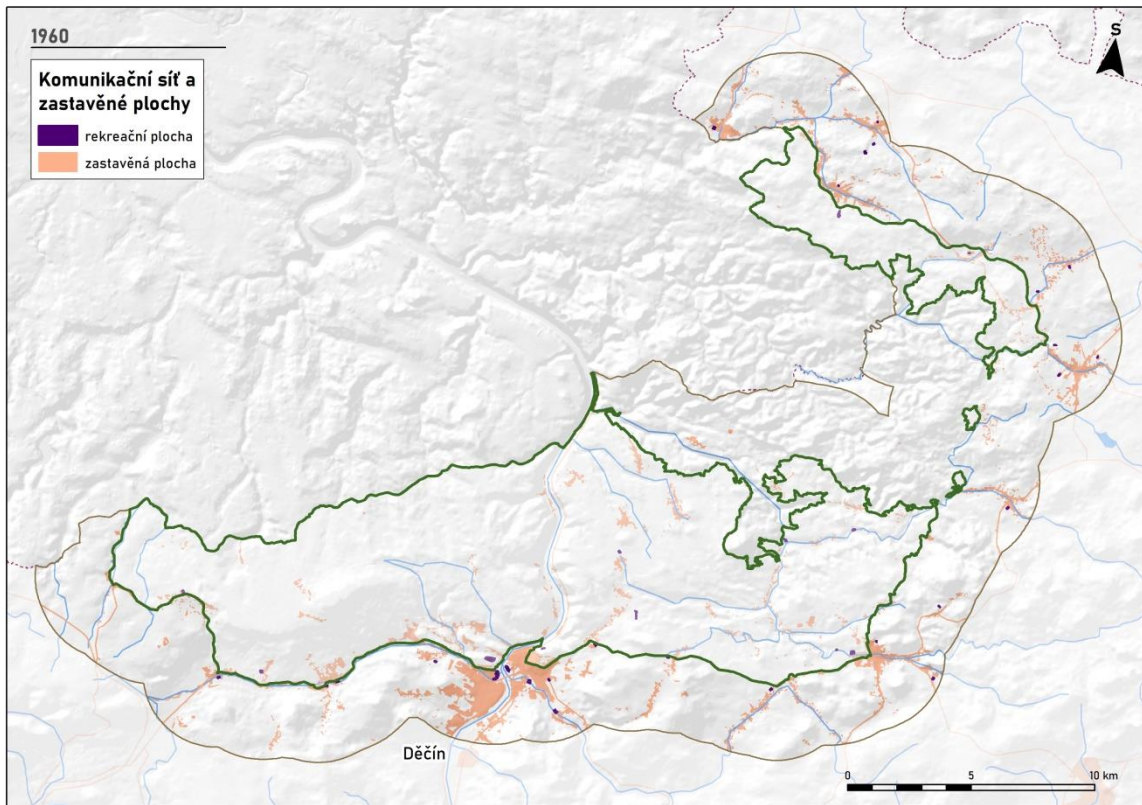 1960
Komunikační síť a
zastavěné plochy
rekreační plocha
zastavěná plocha
S
Děčín
0 5 10 km